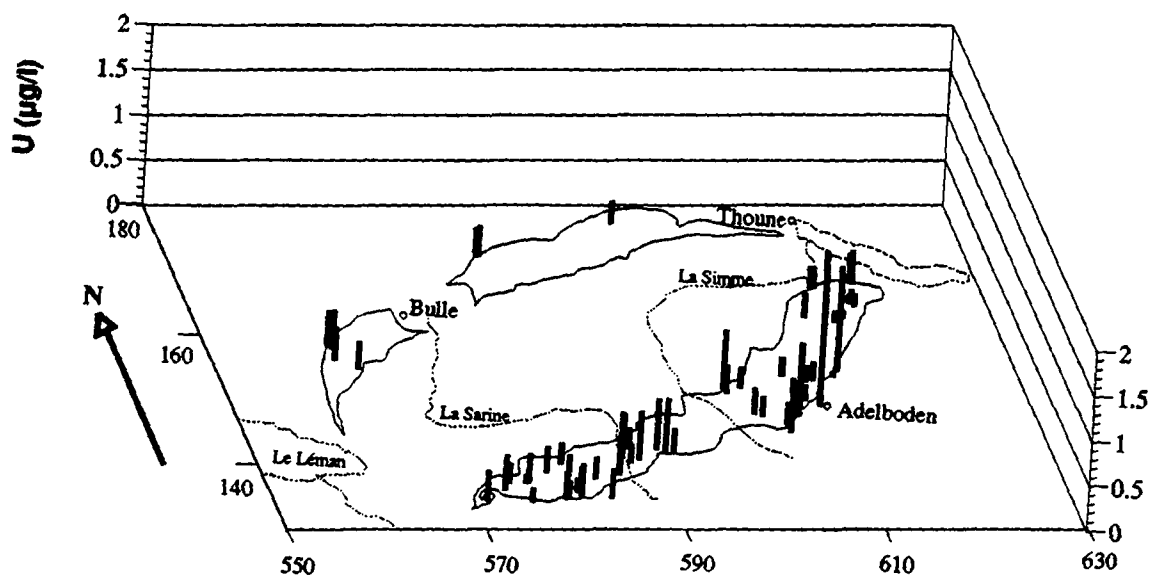 2
1.5
1
0.5
0
U (µg/l)
180
160
140
N
Thoune
La Simme
Bulle
La Sarine
Le Léman
Adelboden
2
1.5
1
0.5
0
550
570
590
610
630